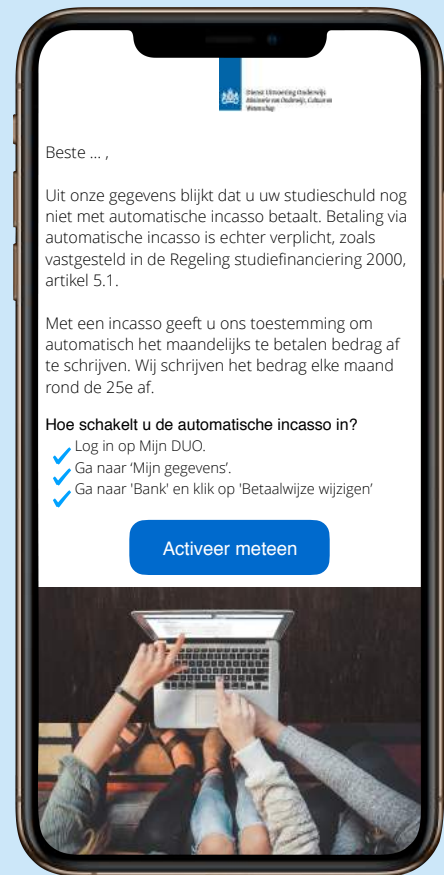 Dienst Uitvoering Onderwijs
Ministerie van Onderwijs, Cultuur en
Wetenschap
Beste ... ,
Uit onze gegevens blijkt dat u uw studieschuld nog
niet met automatische incasso betaalt. Betaling via
automatische incasso is echter verplicht, zoals
vastgesteld in de Regeling studiefinanciering 2000,
artikel 5.1.
Met een incasso geeft u ons toestemming om
automatisch het maandelijks te betalen bedrag af
te schrijven. Wij schrijven het bedrag elke maand
rond de 25e af.
Hoe schakelt u de automatische incasso in?
Log in op Mijn DUO.
Ga naar ‘Mijn gegevens’.
Ga naar 'Bank' en klik op 'Betaalwijze wijzigen’
Activeer meteen